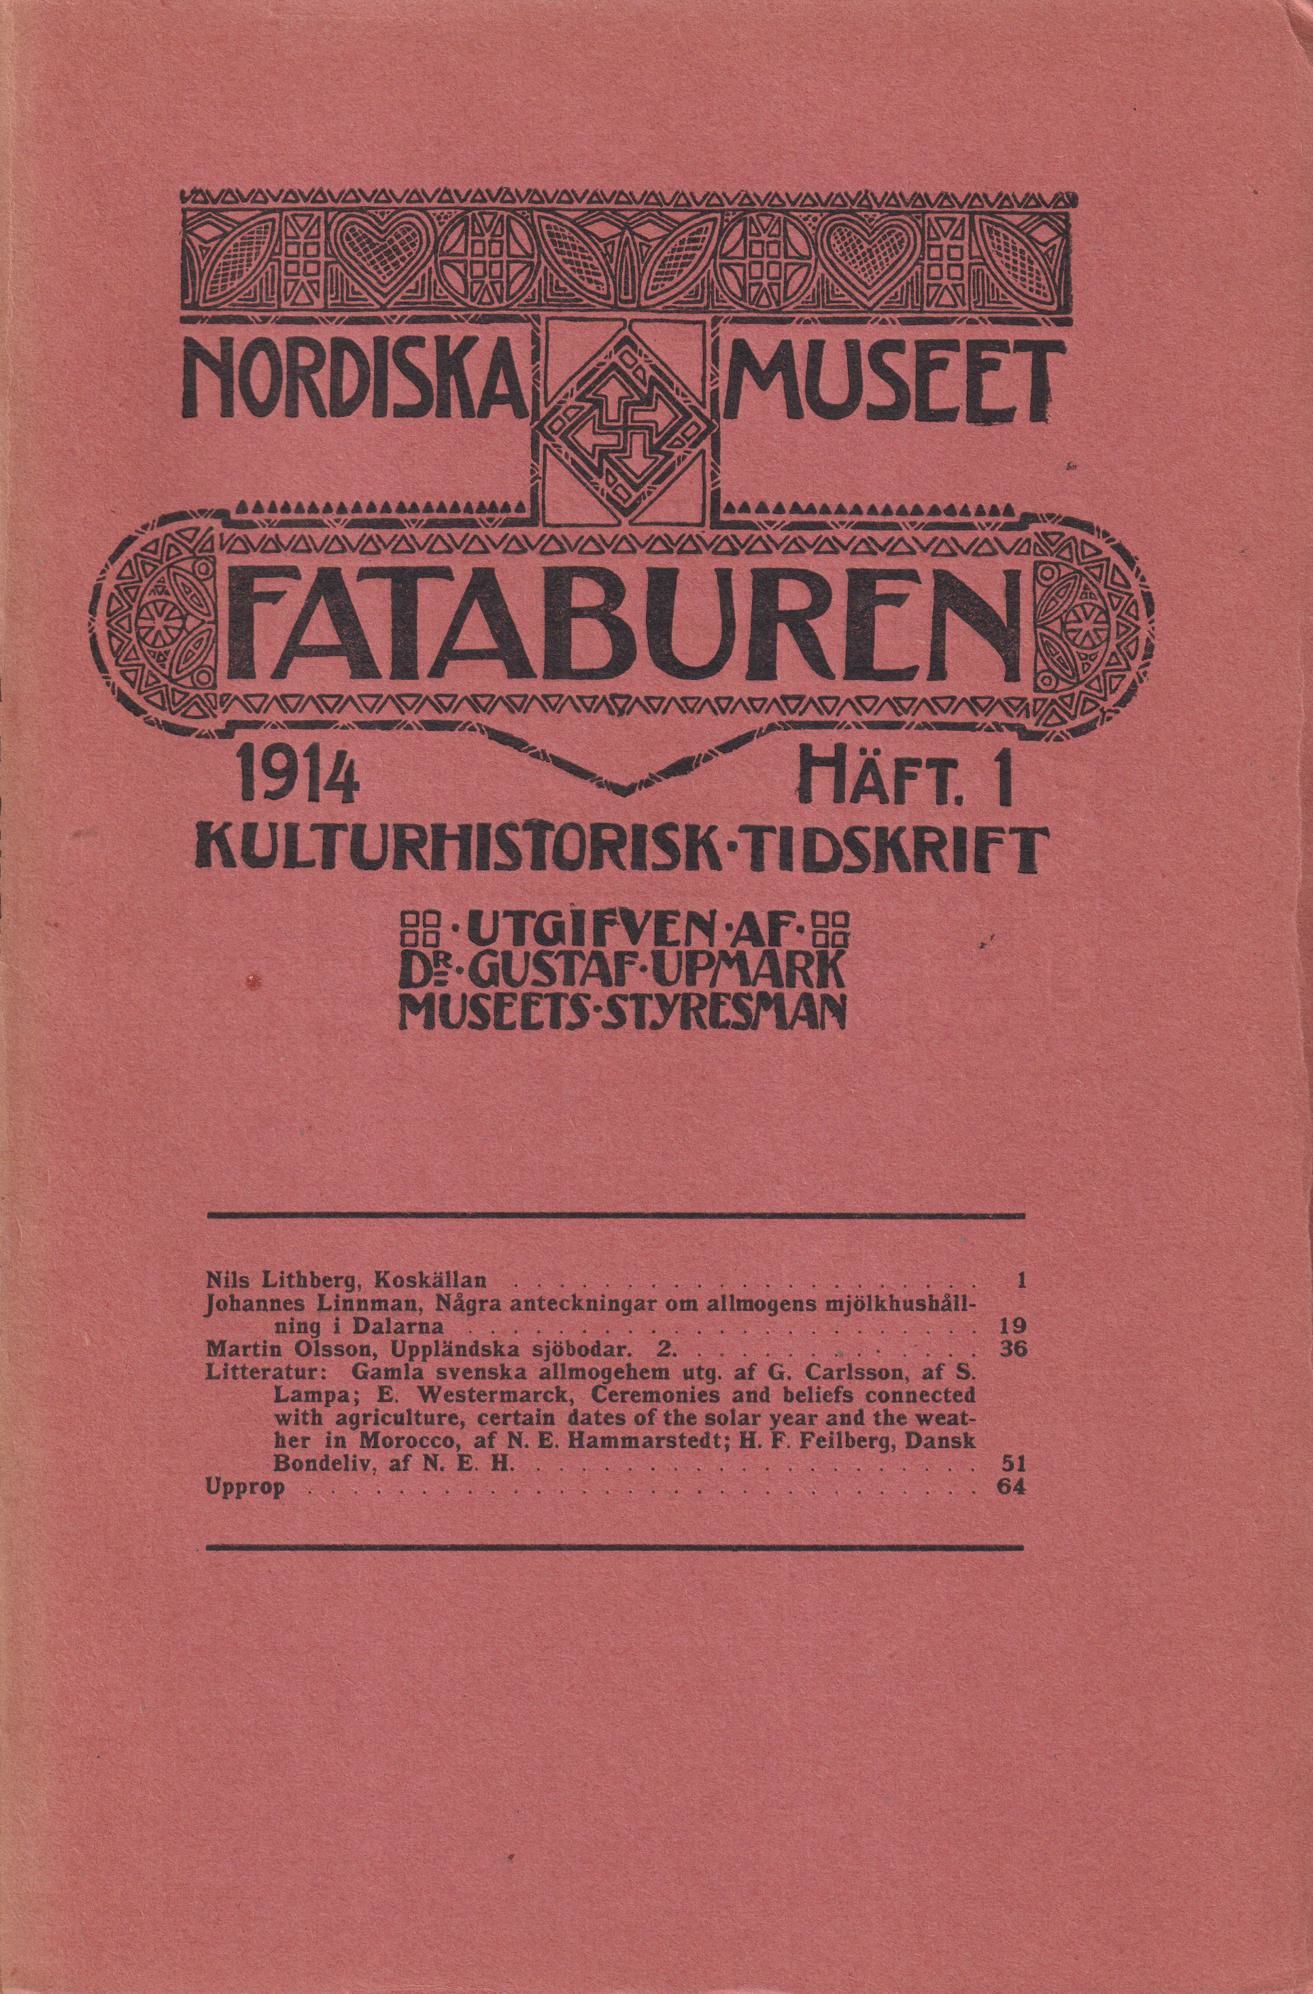 NORDISKA MUSEET
FATABUREN
1914 HÄFT. 1
KULTURHISTORISK·TIDSKRIFT
·UTGIFVEN·AF·
DR·GUSTAF·UPMARK
MUSEETS·STYRESMAN
Nils Lithberg, Koskällan . . . . . . . . . . . . . . . . . . . . . 1
Johannes Linnman, Några anteckningar om allmogens mjölkhushåll-
ning i Dalarna . . . . . . . . . . . . . . . . . . . . . . . 19
Martin Olsson, Uppländska sjöbodar. 2. . . . . . . . . . . . . . . 36
Litteratur: Gamla svenska allmogehem utg. af G. Carlsson, af S.
Lampa; E. Westermarck, Ceremonies and beliefs connected
with agriculture, certain dates of the solar year and the weat-
her in Morocco, af N. E. Hammarstedt; H. F. Feilberg, Dansk
Bondeliv, af N. E. H. . . . . . . . . . . . . . . . . . . . . 51
Upprop . . . . . . . . . . . . . . . . . . . . . . . . . . . . . . 64